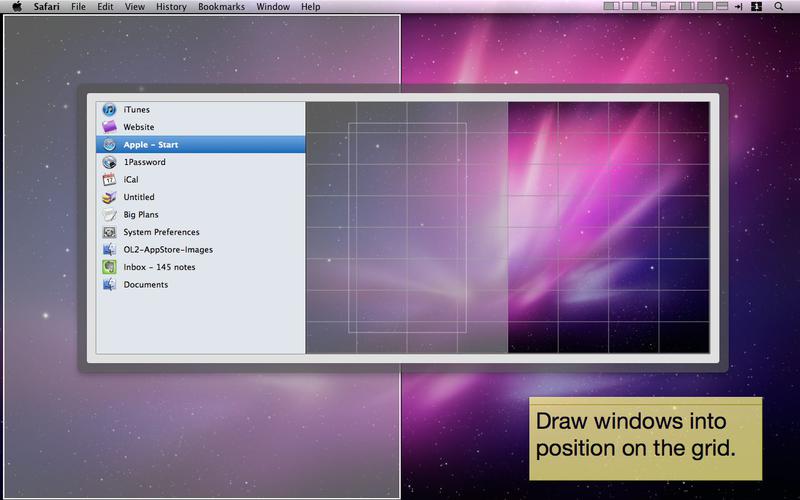 Safari File Edit View History Bookmarks Window Help
iTunes
Website
Apple – Start
1Password
iCal
Untitled
Big Plans
System Preferences
OL2-AppStore-Images
Inbox – 145 notes
Documents
Draw windows into
position on the grid.